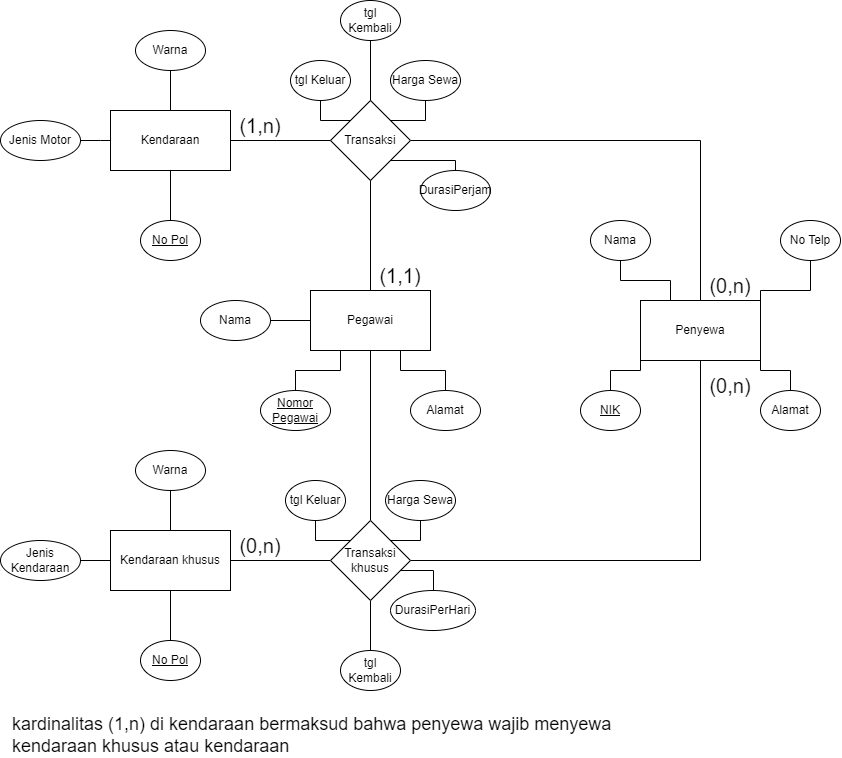 tgl
Kembali
Warna
tgl Keluar
Harga Sewa
Jenis Motor
Kendaraan
(1,n)
Transaksi
DurasiPerjam
No Pol
Nama
No Telp
(1,1)
(0,n)
Nama
Pegawai
Penyewa
(0,n)
Nomor
Pegawai
Alamat
NIK
Alamat
Warna
tgl Keluar
Harga Sewa
Jenis
Kendaraan
Kendaraan khusus
(0,n)
Transaksi
khusus
DurasiPerHari
No Pol
tgl
Kembali
kardinalitas (1,n) di kendaraan bermaksud bahwa penyewa wajib menyewa
kendaraan khusus atau kendaraan